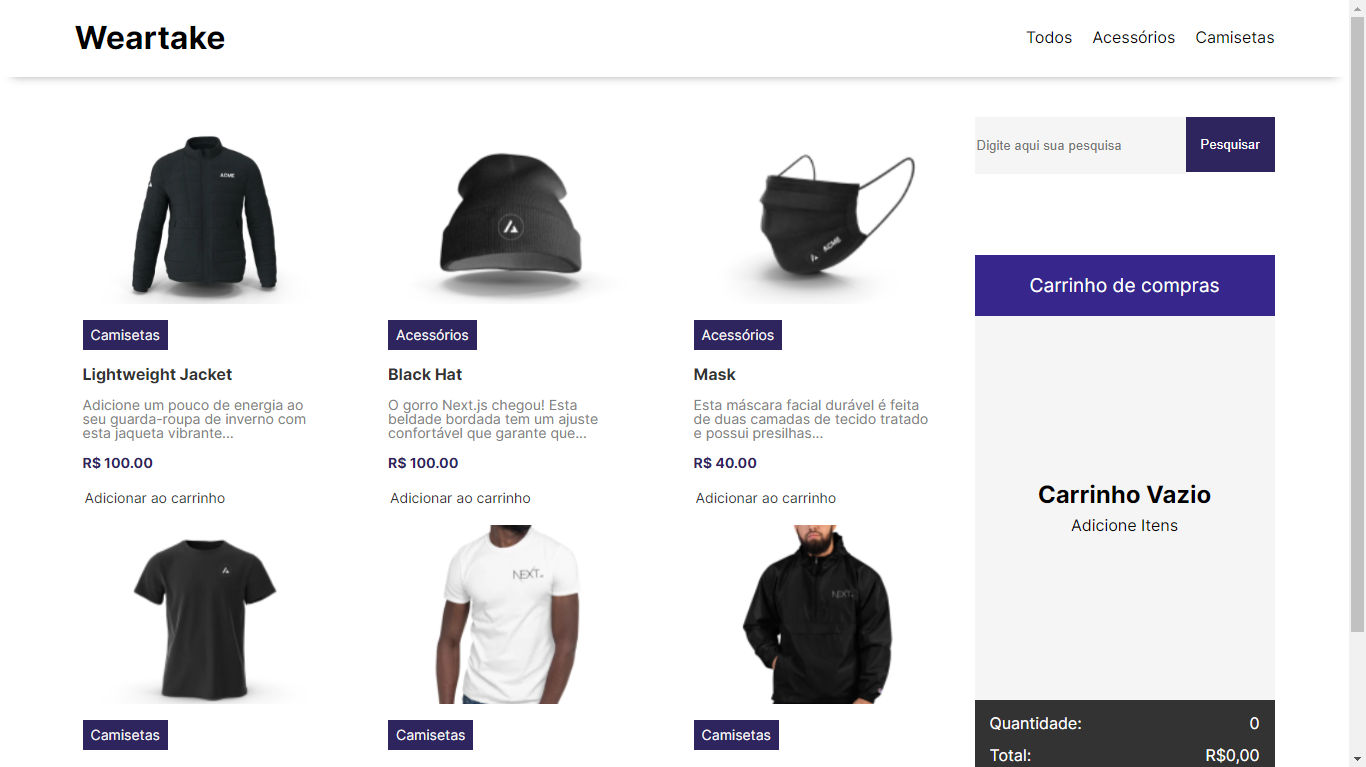 Weartake
Todos
Acessórios
Camisetas
ACME
ACME
Digite aqui sua pesquisa
Pesquisar
Camisetas
Lightweight Jacket
Adicione um pouco de energia ao
seu guarda-roupa de inverno com
esta jaqueta vibrante...
R$ 100.00
Adicionar ao carrinho
Acessórios
Black Hat
O gorro Next.js chegou! Esta
beldade bordada tem um ajuste
confortável que garante que...
R$ 100.00
Adicionar ao carrinho
Acessórios
Mask
Esta máscara facial durável é feita
de duas camadas de tecido tratado
e possui presilhas...
R$ 40.00
Adicionar ao carrinho
NEXT.
NEXT.
Camisetas
Camisetas
Camisetas
Carrinho de compras
Carrinho Vazio
Adicione Itens
Quantidade:
0
Total:
R$0,00